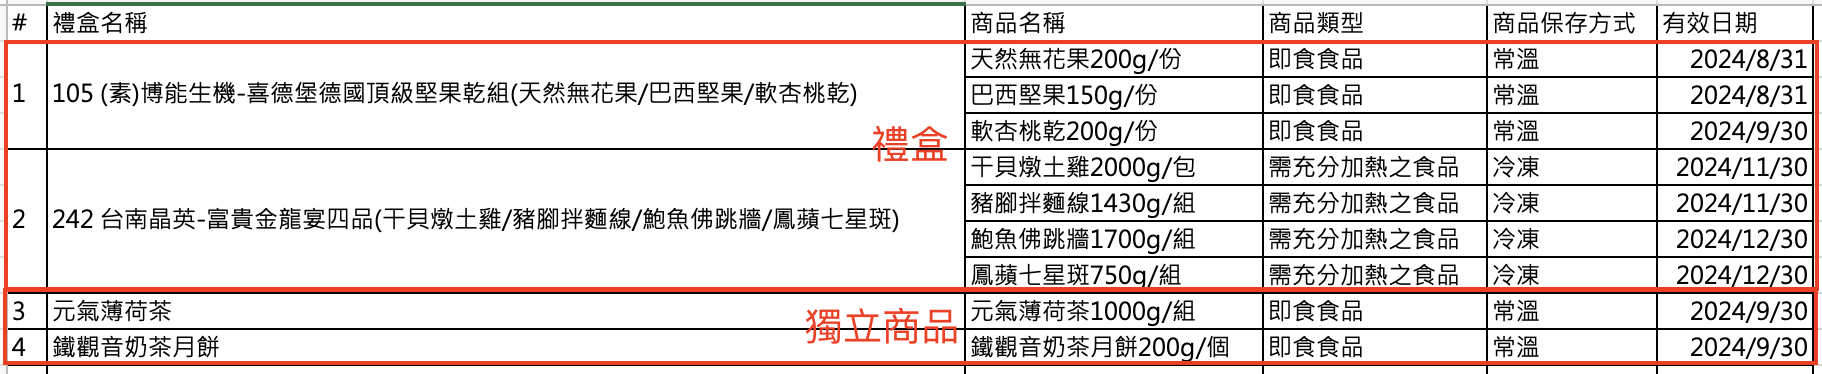 # 禮盒名稱 商品名稱 商品類型 商品保存方式 有效日期
1 105 (素)博能生機-喜德堡德國頂級堅果乾組(天然無花果/巴西堅果/軟杏桃乾) 天然無花果200g/份 即食食品 常溫 2024/8/31
巴西堅果150g/份 即食食品 常溫 2024/8/31
軟杏桃乾200g/份 即食食品 常溫 2024/9/30
禮盒
2 242 台南晶英-富貴金龍宴四品(干貝燉土雞/豬腳拌麵線/鮑魚佛跳牆/鳳蘋七星斑) 干貝燉土雞2000g/包 需充分加熱之食品 冷凍 2024/11/30
豬腳拌麵線1430g/組 需充分加熱之食品 冷凍 2024/11/30
鮑魚佛跳牆1700g/組 需充分加熱之食品 冷凍 2024/12/30
鳳蘋七星斑750g/組 需充分加熱之食品 冷凍 2024/12/30
3 元氣薄荷茶 元氣薄荷茶1000g/組 即食食品 常溫 2024/9/30
獨立商品
4 鐵觀音奶茶月餅 鐵觀音奶茶月餅200g/個 即食食品 常溫 2024/9/30